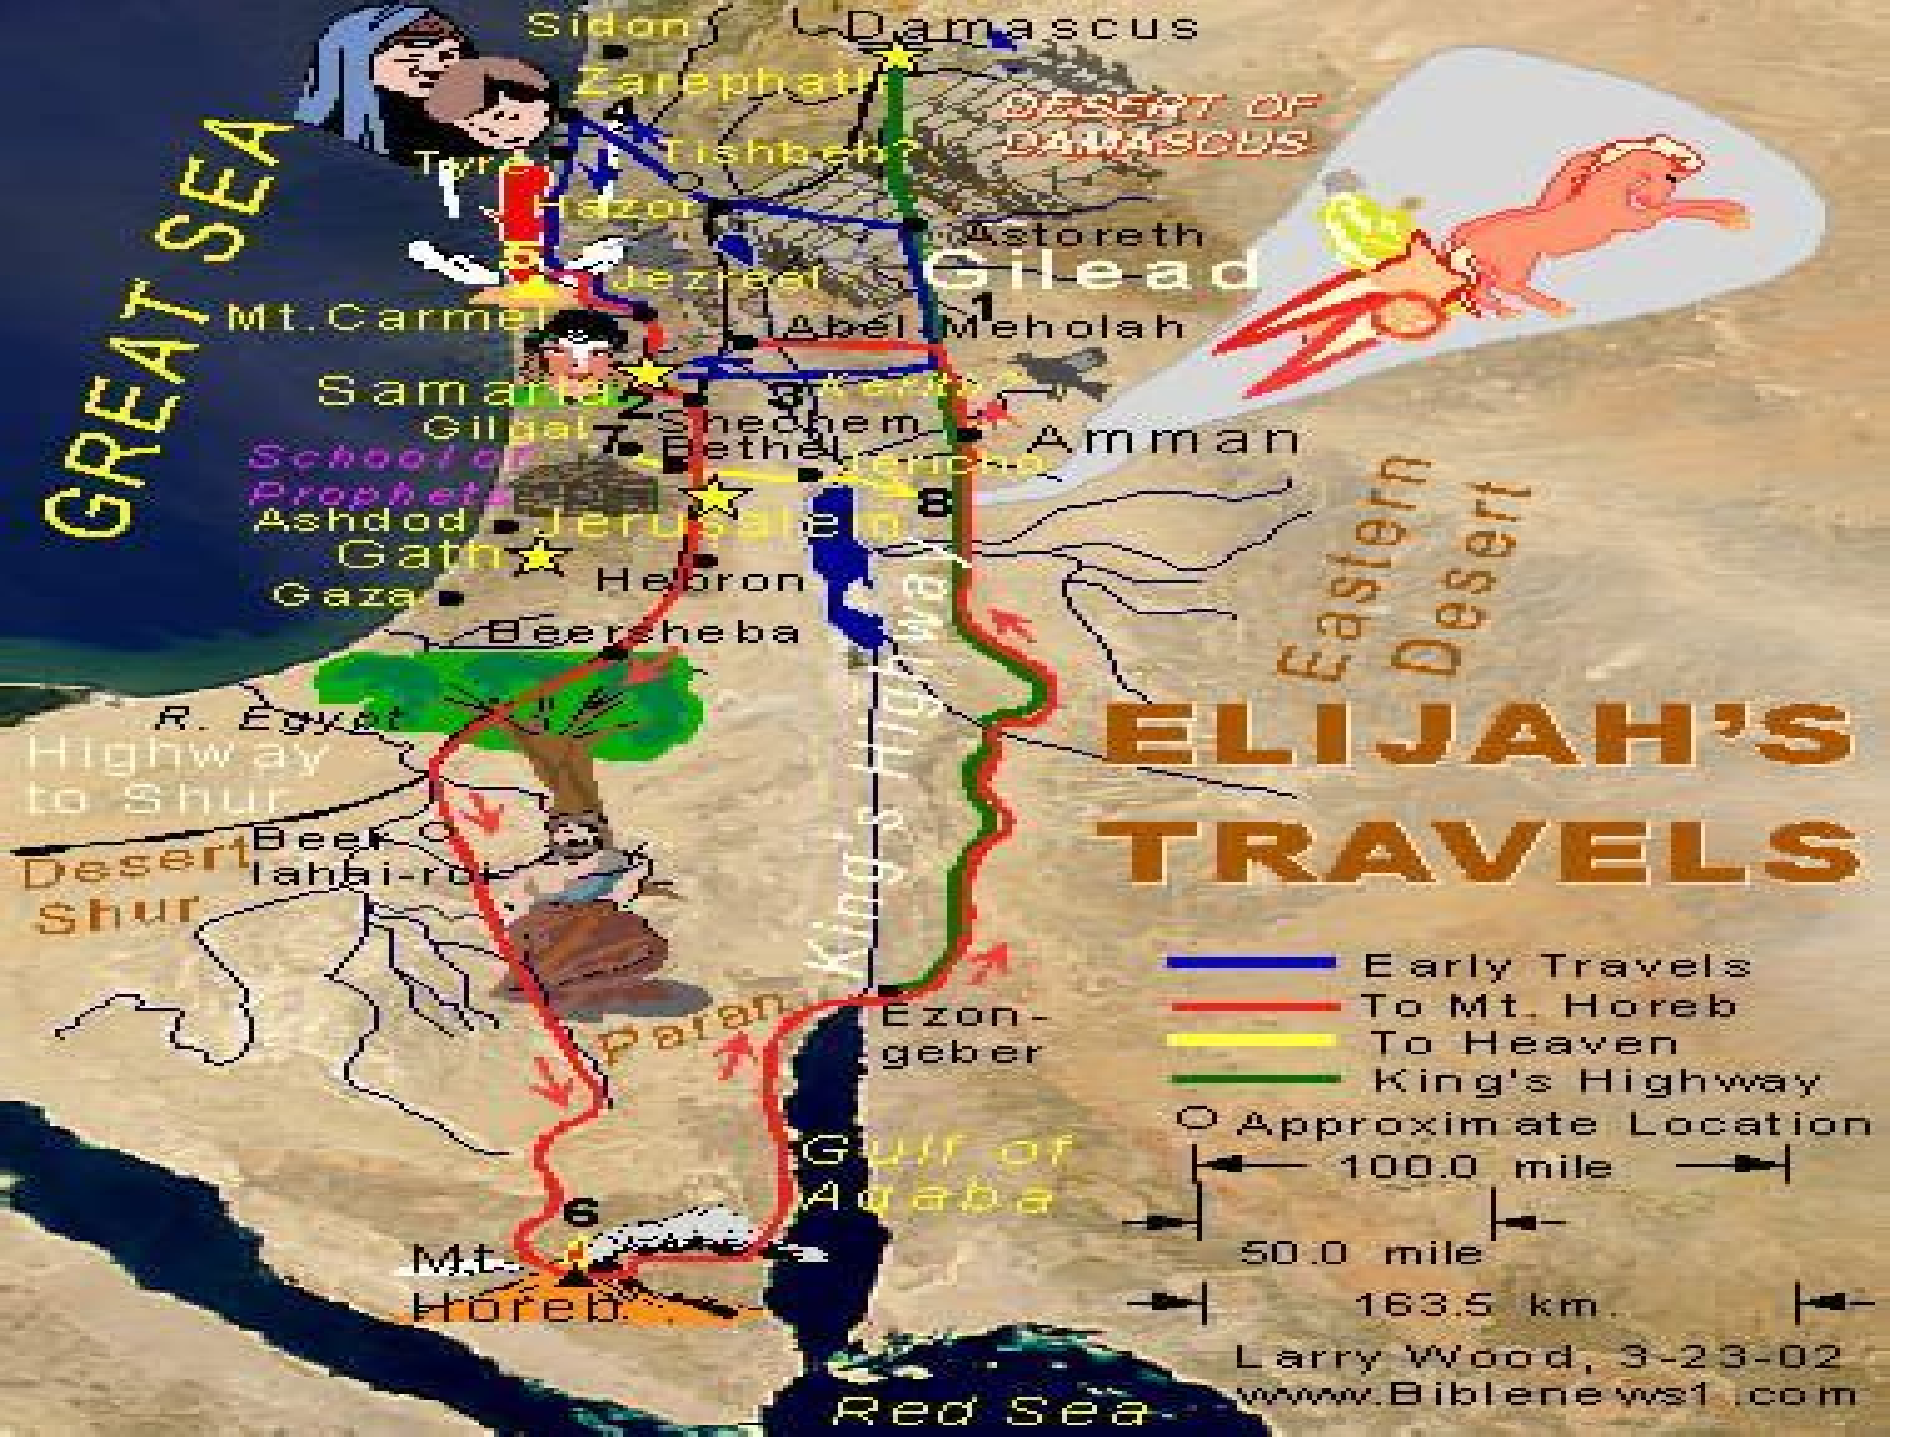 Sidon
Damascus
Zarephath
DESERT OF
DAMASCUS
4
Tishbeh?
Tyre
Hazor
Astoreth
GREAT SEA
5
Jezreel
Gilead
Mt.Carmel
1
Abel Meholah
Samaria
3
2
Shechem
Gilgal
7
Bethel
Amman
School of
Prophets
Jericho
8
Ashdod
Jerusalem
Gath
Hebron
Gaza
Eastern
Desert
Beersheba
King's Highway
R. Egypt
Highway
to Shur
ELIJAH'S
TRAVELS
Beer
lahai-roi
Desert
Shur
Early Travels
To Mt. Horeb
To Heaven
King's Highway
Paran
Ezon-
geber
Approximate Location
Gulf of
Aqaba
100.0 mile
50.0 mile
6
Mt.
Horeb
163.5 km.
Larry Wood, 3-23-02
www.Biblenews1.com
Red Sea